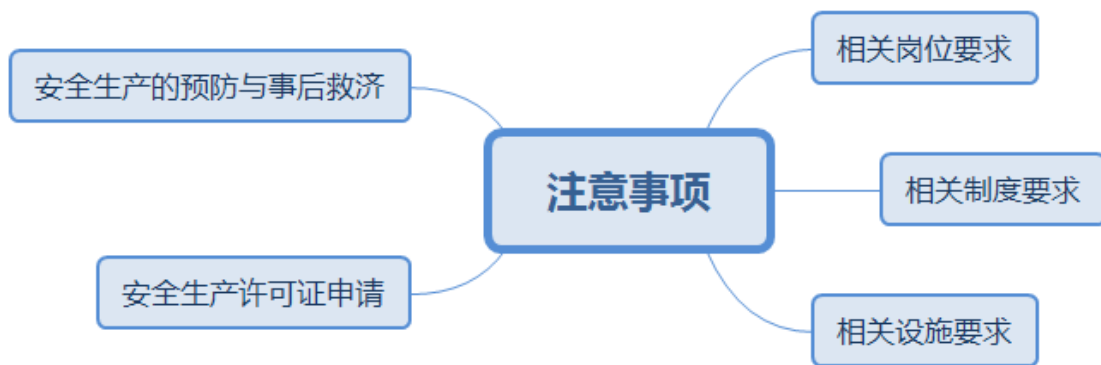 相关岗位要求
安全生产的预防与事后救济
注意事项
相关制度要求
安全生产许可证申请
相关设施要求